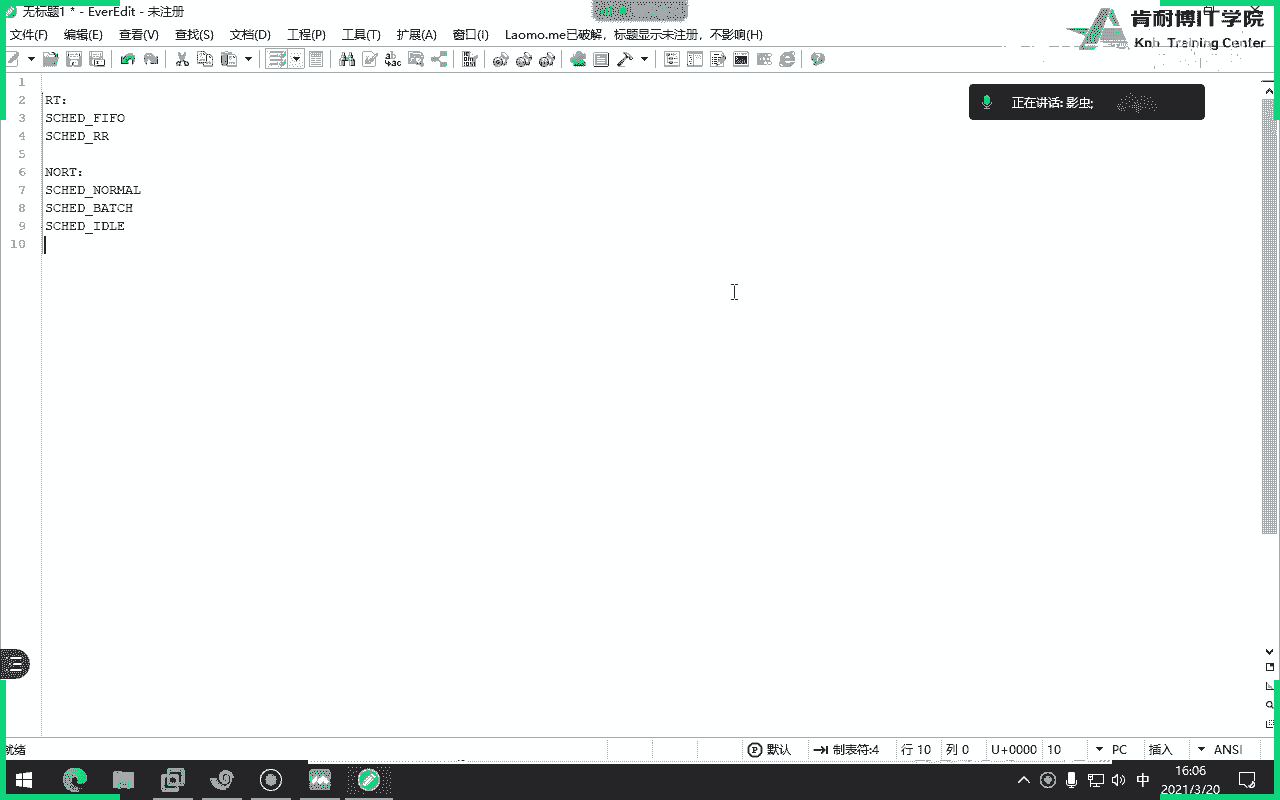 无标题1 * - EverEdit - 未注册
肯耐博IT学院
Knb Training Center
文件(F) 编辑(E) 查看(V) 查找(S) 文档(D) 工程(P) 工具(T) 扩展(A) 窗口(I) Laomo.me已破解，标题显示未注册，不影响(H)
正在讲话: 影虫;
1
2 RT:
3 SCHED_FIFO
4 SCHED_RR
5
6 NORT:
7 SCHED_NORMAL
8 SCHED_BATCH
9 SCHED_IDLE
10
就绪 默认 制表符:4 行 10 列 0 U+0000 10 PC 插入 ANSI
中 16:06
2021/3/20